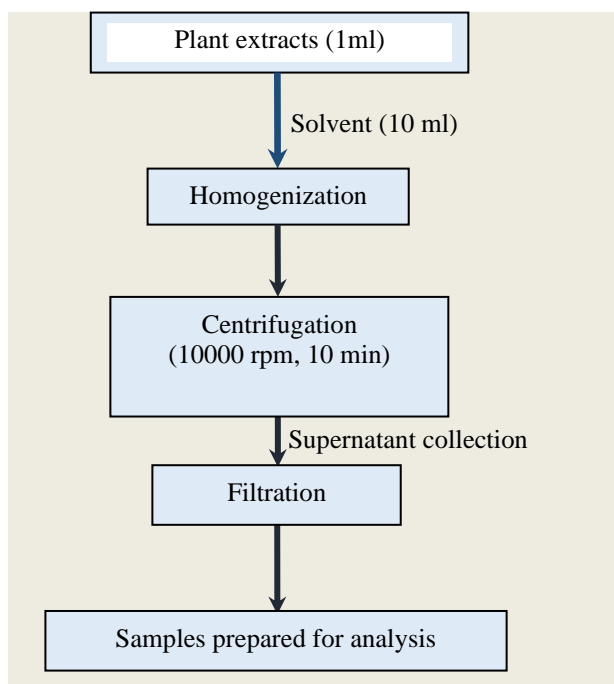 Plant extracts (1ml)
Solvent (10 ml)
Homogenization
Centrifugation
(10000 rpm, 10 min)
Supernatant collection
Filtration
Samples prepared for analysis